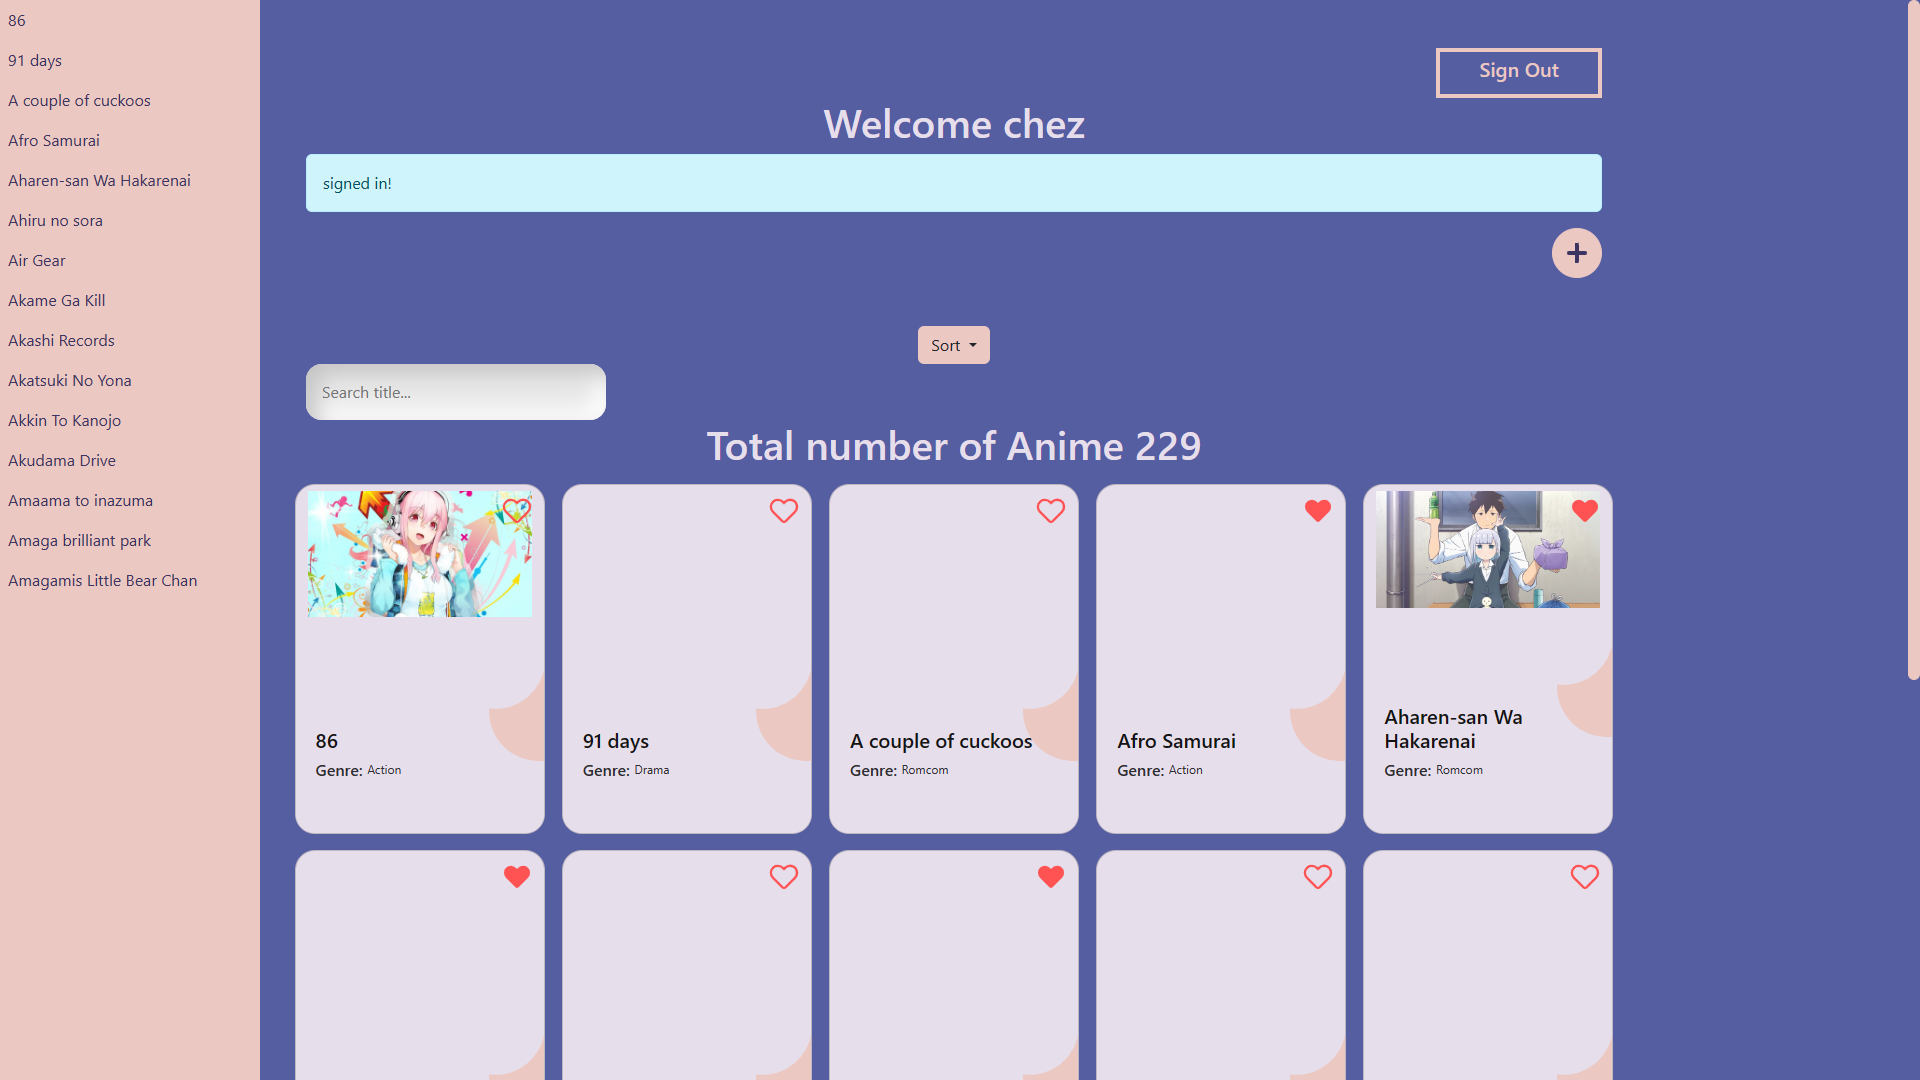 86
91 days
A couple of cuckoos
Afro Samurai
Aharen-san Wa Hakarenai
Ahiru no sora
Air Gear
Akame Ga Kill
Akashi Records
Akatsuki No Yona
Akkin To Kanojo
Akudama Drive
Amaama to inazuma
Amaga brilliant park
Amagamis Little Bear Chan
Sign Out
Welcome chez
signed in!
Sort
Search title...
Total number of Anime 229
86
Genre: Action
91 days
Genre: Drama
A couple of cuckoos
Genre: Romcom
Afro Samurai
Genre: Action
Aharen-san Wa
Hakarenai
Genre: Romcom